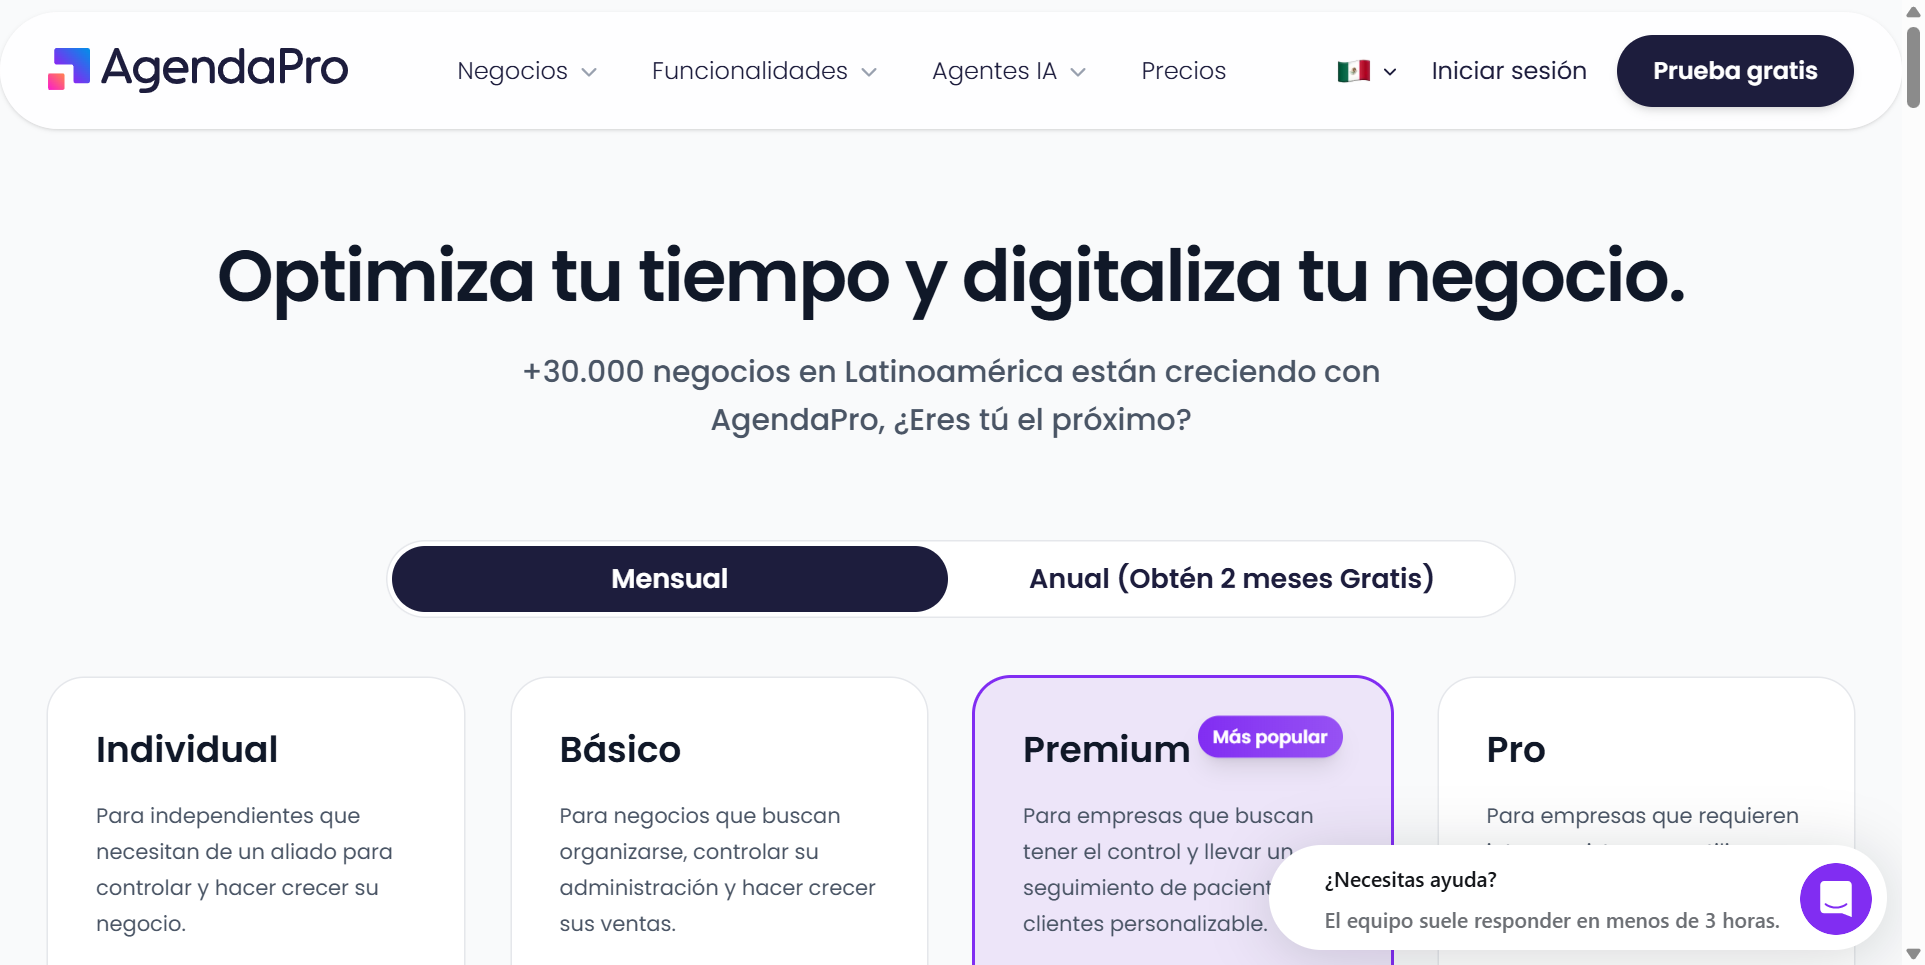 AgendaPro
Negocios
Funcionalidades
Agentes IA
Precios
Iniciar sesión
Prueba gratis
Optimiza tu tiempo y digitaliza tu negocio.
+30.000 negocios en Latinoamérica están creciendo con
AgendaPro, ¿Eres tú el próximo?
Mensual
Anual (Obtén 2 meses Gratis)
Individual
Para independientes que
necesitan de un aliado para
controlar y hacer crecer su
negocio.
Básico
Para negocios que buscan
organizarse, controlar su
administración y hacer crecer
sus ventas.
Premium
Más popular
Para empresas que buscan
tener el control y llevar un
seguimiento de pacient
clientes personalizable.
Pro
Para empresas que requieren
¿Necesitas ayuda?
El equipo suele responder en menos de 3 horas.